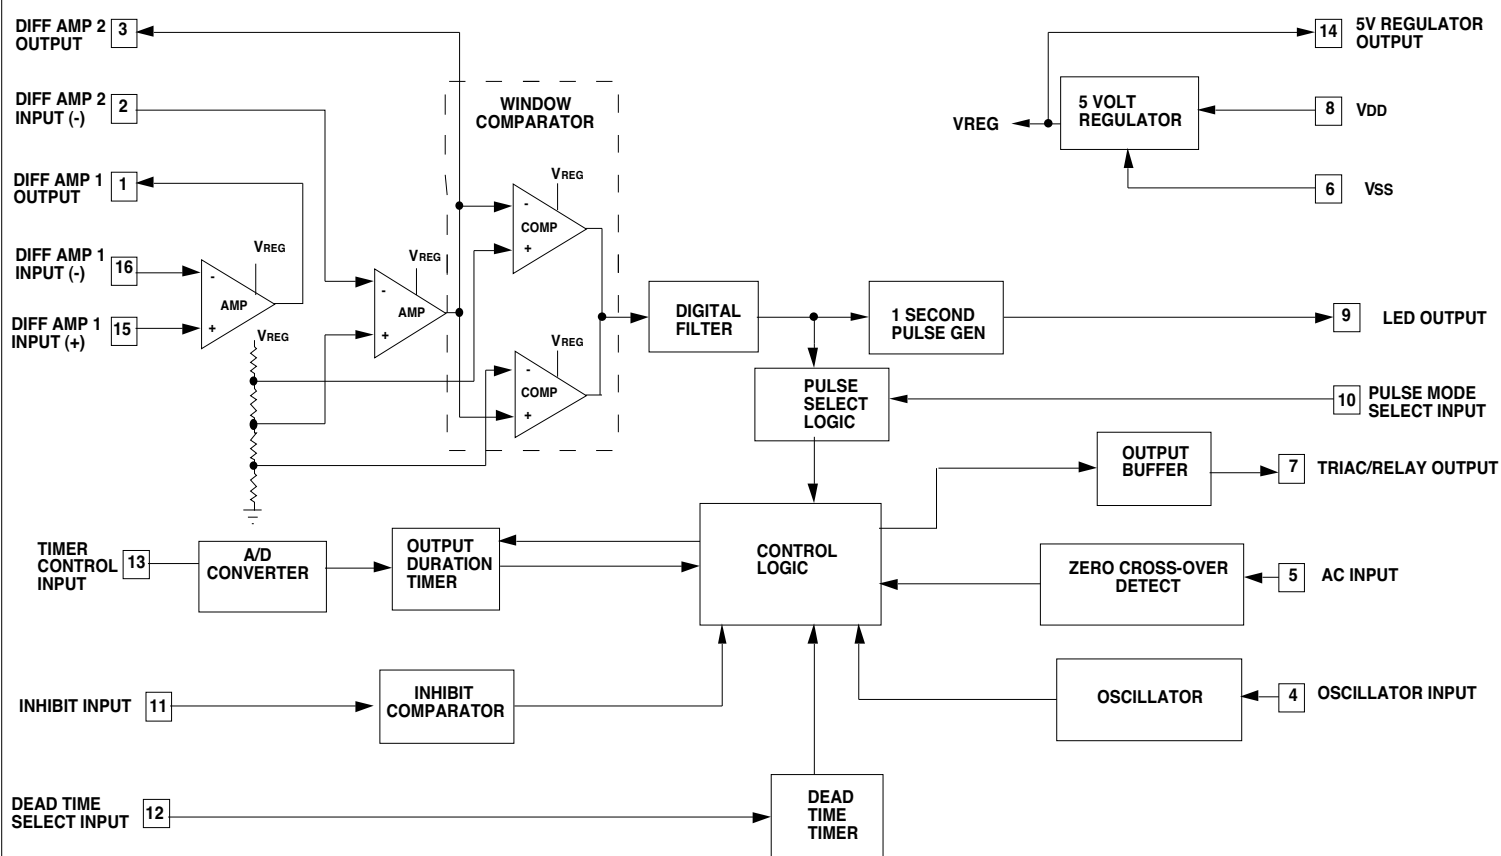 DIFF AMP 2
OUTPUT
3
DIFF AMP 2
INPUT (-)
2
DIFF AMP 1
OUTPUT
1
DIFF AMP 1
INPUT (-)
16
DIFF AMP 1
INPUT (+)
15
-
+
AMP
VREG
VREG
-
+
AMP
VREG
WINDOW
COMPARATOR
-
+
COMP
VREG
-
+
COMP
VREG
14
5V REGULATOR
OUTPUT
5 VOLT
REGULATOR
VREG
8
VDD
6
VSS
DIGITAL
FILTER
1 SECOND
PULSE GEN
9
LED OUTPUT
PULSE
SELECT
LOGIC
10
PULSE MODE
SELECT INPUT
OUTPUT
BUFFER
7
TRIAC/RELAY OUTPUT
TIMER
CONTROL
INPUT
13
A/D
CONVERTER
OUTPUT
DURATION
TIMER
CONTROL
LOGIC
ZERO CROSS-OVER
DETECT
5
AC INPUT
INHIBIT INPUT
11
INHIBIT
COMPARATOR
OSCILLATOR
4
OSCILLATOR INPUT
DEAD TIME
SELECT INPUT
12
DEAD
TIME
TIMER